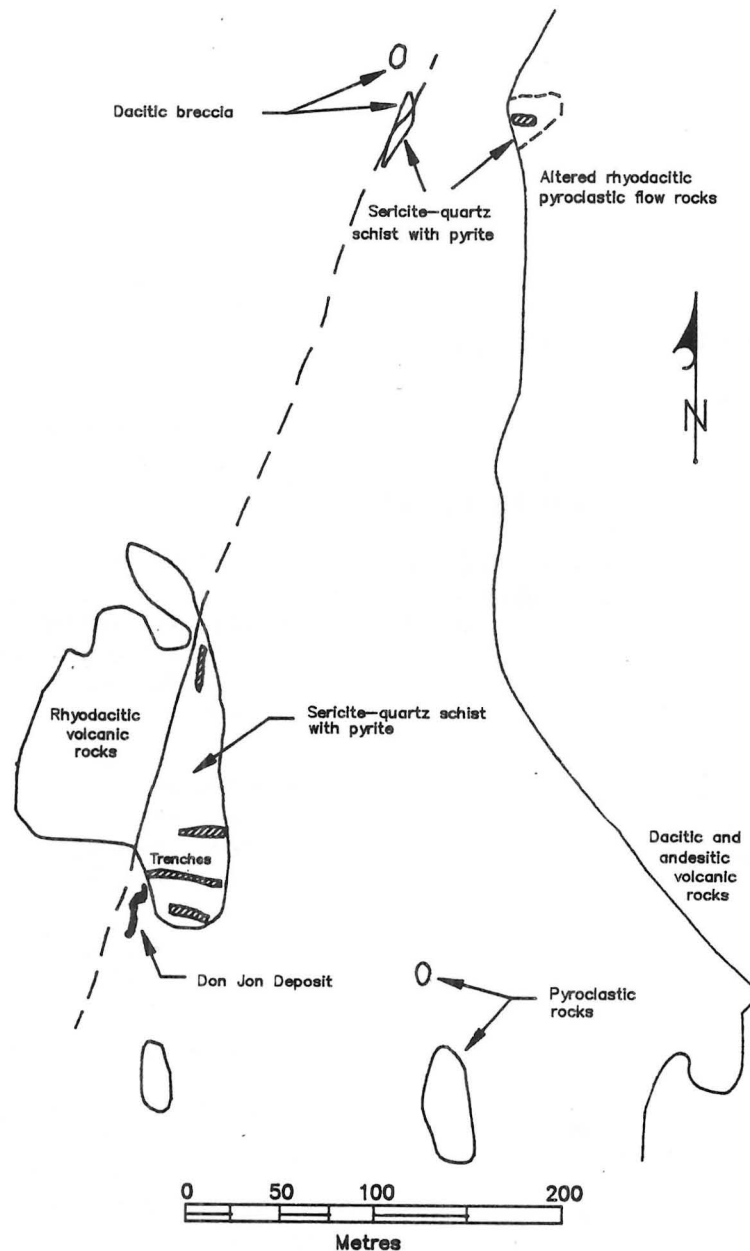 Dacitic breccia
Sericite-quartz
schist with pyrite
Altered rhyodacitic
pyroclastic flow rocks
N
Rhyodacitic
volcanic
rocks
Sericite-quartz schist
with pyrite
Trenches
Dacitic and
andesitic
volcanic
rocks
Don Jon Deposit
Pyroclastic
rocks
0 50 100 200
Metres